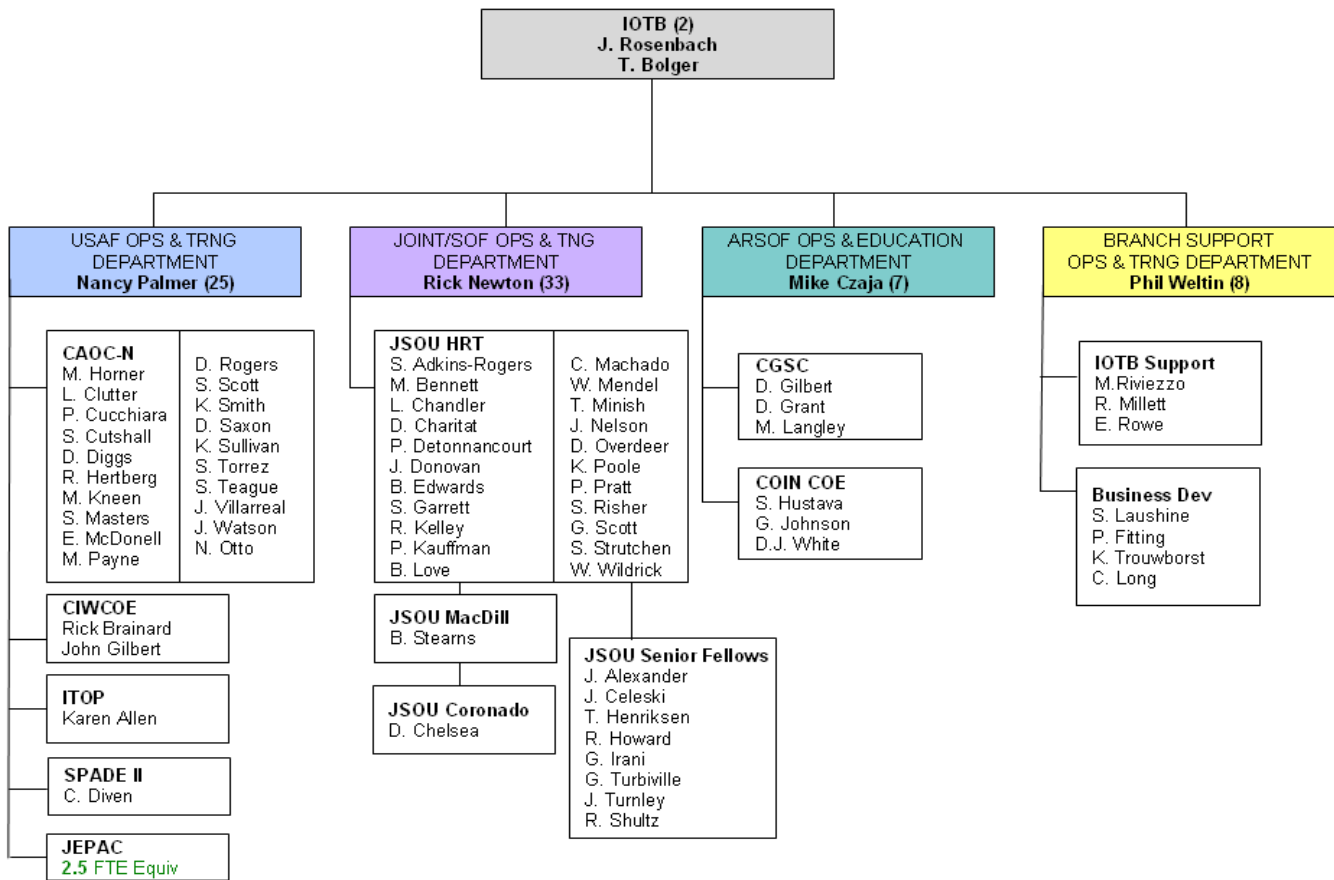 IOTB (2)
J. Rosenbach
T. Bolger
USAF OPS & TRNG
DEPARTMENT
Nancy Palmer (25)
JOINT/SOF OPS & TNG
DEPARTMENT
Rick Newton (33)
ARSOF OPS & EDUCATION
DEPARTMENT
Mike Czaja (7)
BRANCH SUPPORT
OPS & TRNG DEPARTMENT
Phil Weltin (8)
CAOC-N
M. Horner
L. Clutter
P. Cucchiara
S. Cutshall
D. Diggs
R. Hertberg
M. Kneen
S. Masters
E. McDonell
M. Payne
D. Rogers
S. Scott
K. Smith
D. Saxon
K. Sullivan
S. Torrez
S. Teague
J. Villarreal
J. Watson
N. Otto
CIWCOE
Rick Brainard
John Gilbert
ITOP
Karen Allen
SPADE II
C. Diven
JEPAC
2.5 FTE Equiv
JSOU HRT
S. Adkins-Rogers
M. Bennett
L. Chandler
D. Charitat
P. Detonnancourt
J. Donovan
B. Edwards
S. Garrett
R. Kelley
P. Kauffman
B. Love
C. Machado
W. Mendel
T. Minish
J. Nelson
D. Overdeer
K. Poole
P. Pratt
S. Risher
G. Scott
S. Strutchen
W. Wildrick
JSOU MacDill
B. Stearns
JSOU Coronado
D. Chelsea
JSOU Senior Fellows
J. Alexander
J. Celeski
T. Henriksen
R. Howard
G. Irani
G. Turbiville
J. Turnley
R. Shultz
CGSC
D. Gilbert
D. Grant
M. Langley
COIN COE
S. Hustava
G. Johnson
D.J. White
IOTB Support
M.Riviezzo
R. Millett
E. Rowe
Business Dev
S. Laushine
P. Fitting
K. Trouwborst
C. Long